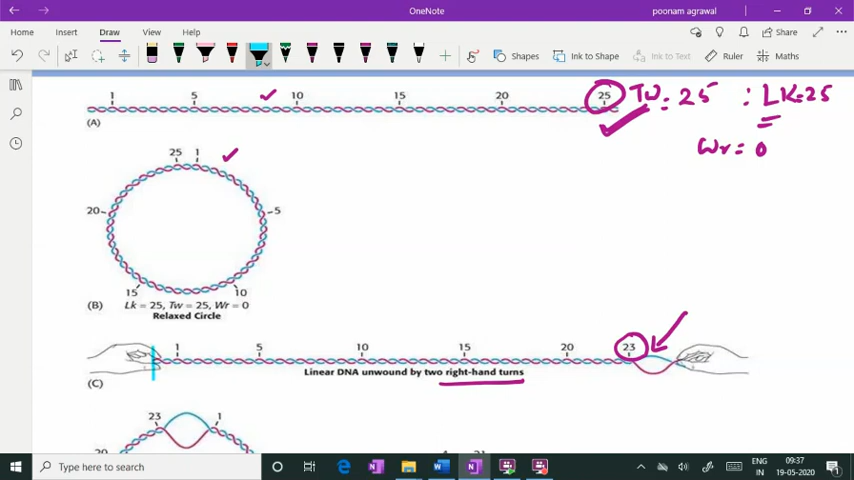 OneNote
poonam agrawal
Home Insert Draw View Help Share
Shapes Ink to Shape Ink to Text Ruler Maths
1 5 10 15 20 25 Tw = 25 : Lk=25
(A)
Wr = 0
25 1
20 5
15 10
(B) Lk = 25, Tw = 25, Wr = 0
Relaxed Circle
1 5 10 15 20 23
Linear DNA unwound by two right-hand turns
(C)
23 1
20 4 21
Type here to search
ENG 09:37
IN 19-05-2020